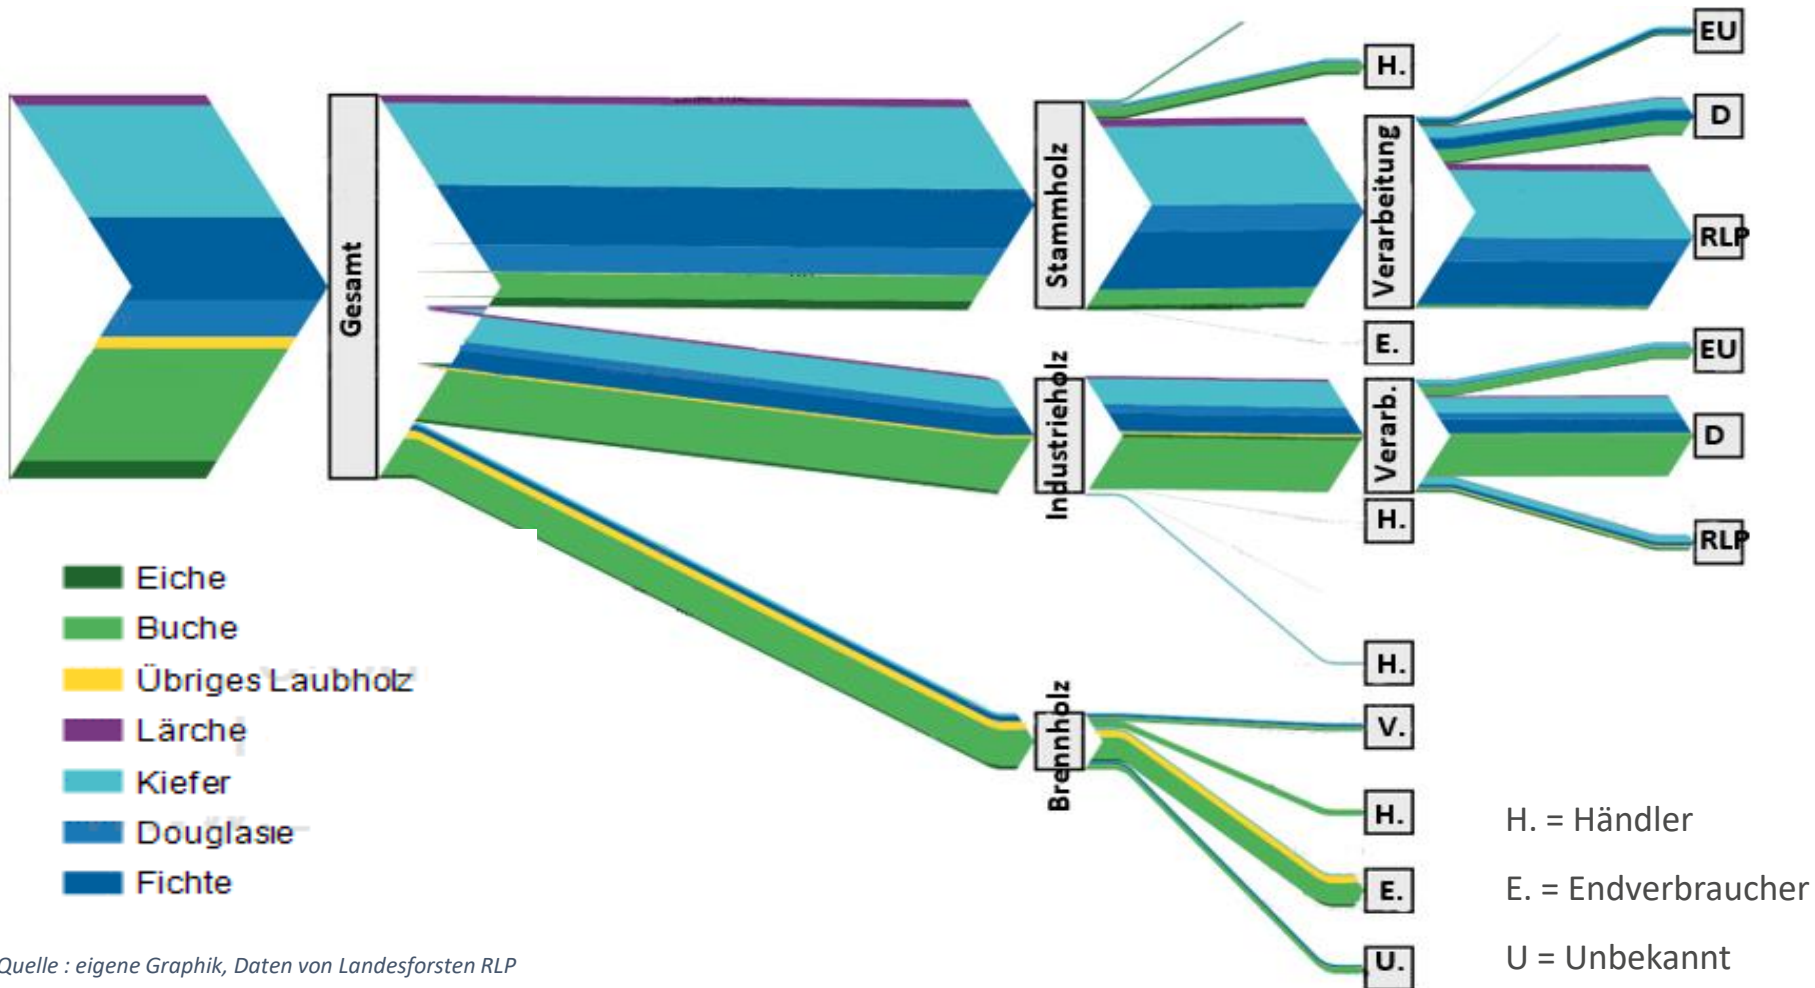 EU
H.
D
Gesamt
Stammholz
Verarbeitung
RLP
E.
EU
Industrieholz
Verarb.
D
H.
RLP
Eiche
Buche
Übriges Laubholz
Lärche
Kiefer
Douglasie
Fichte
H.
Brennholz
V.
H.
E.
U.
H. = Händler
E. = Endverbraucher
U = Unbekannt
Quelle : eigene Graphik, Daten von Landesforsten RLP